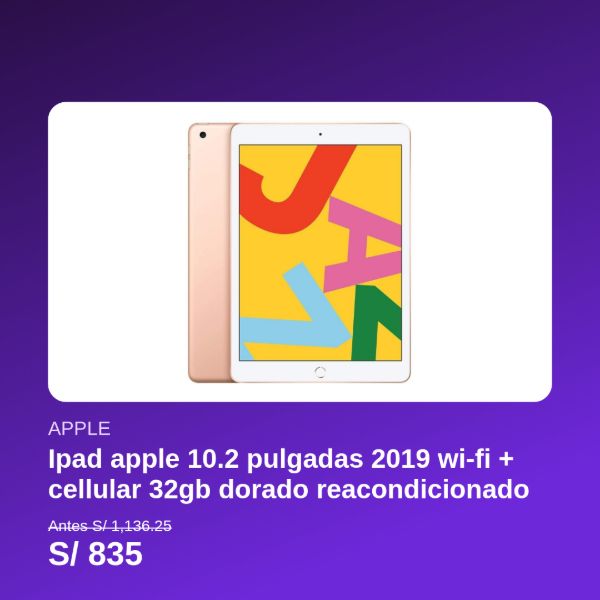 APPLE
Ipad apple 10.2 pulgadas 2019 wi-fi +
cellular 32gb dorado reacondicionado
Antes S/ 1,136.25
S/ 835